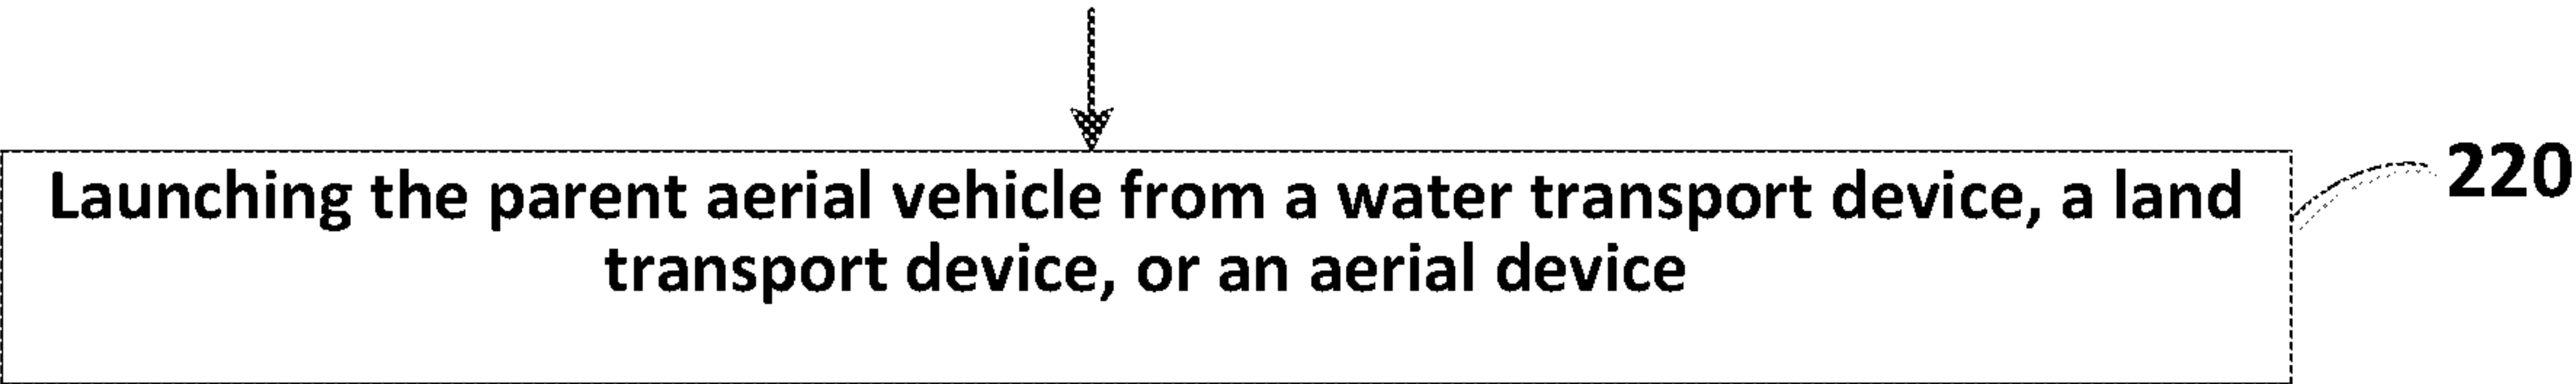 Launching the parent aerial vehicle from a water transport device, a land
transport device, or an aerial device
220